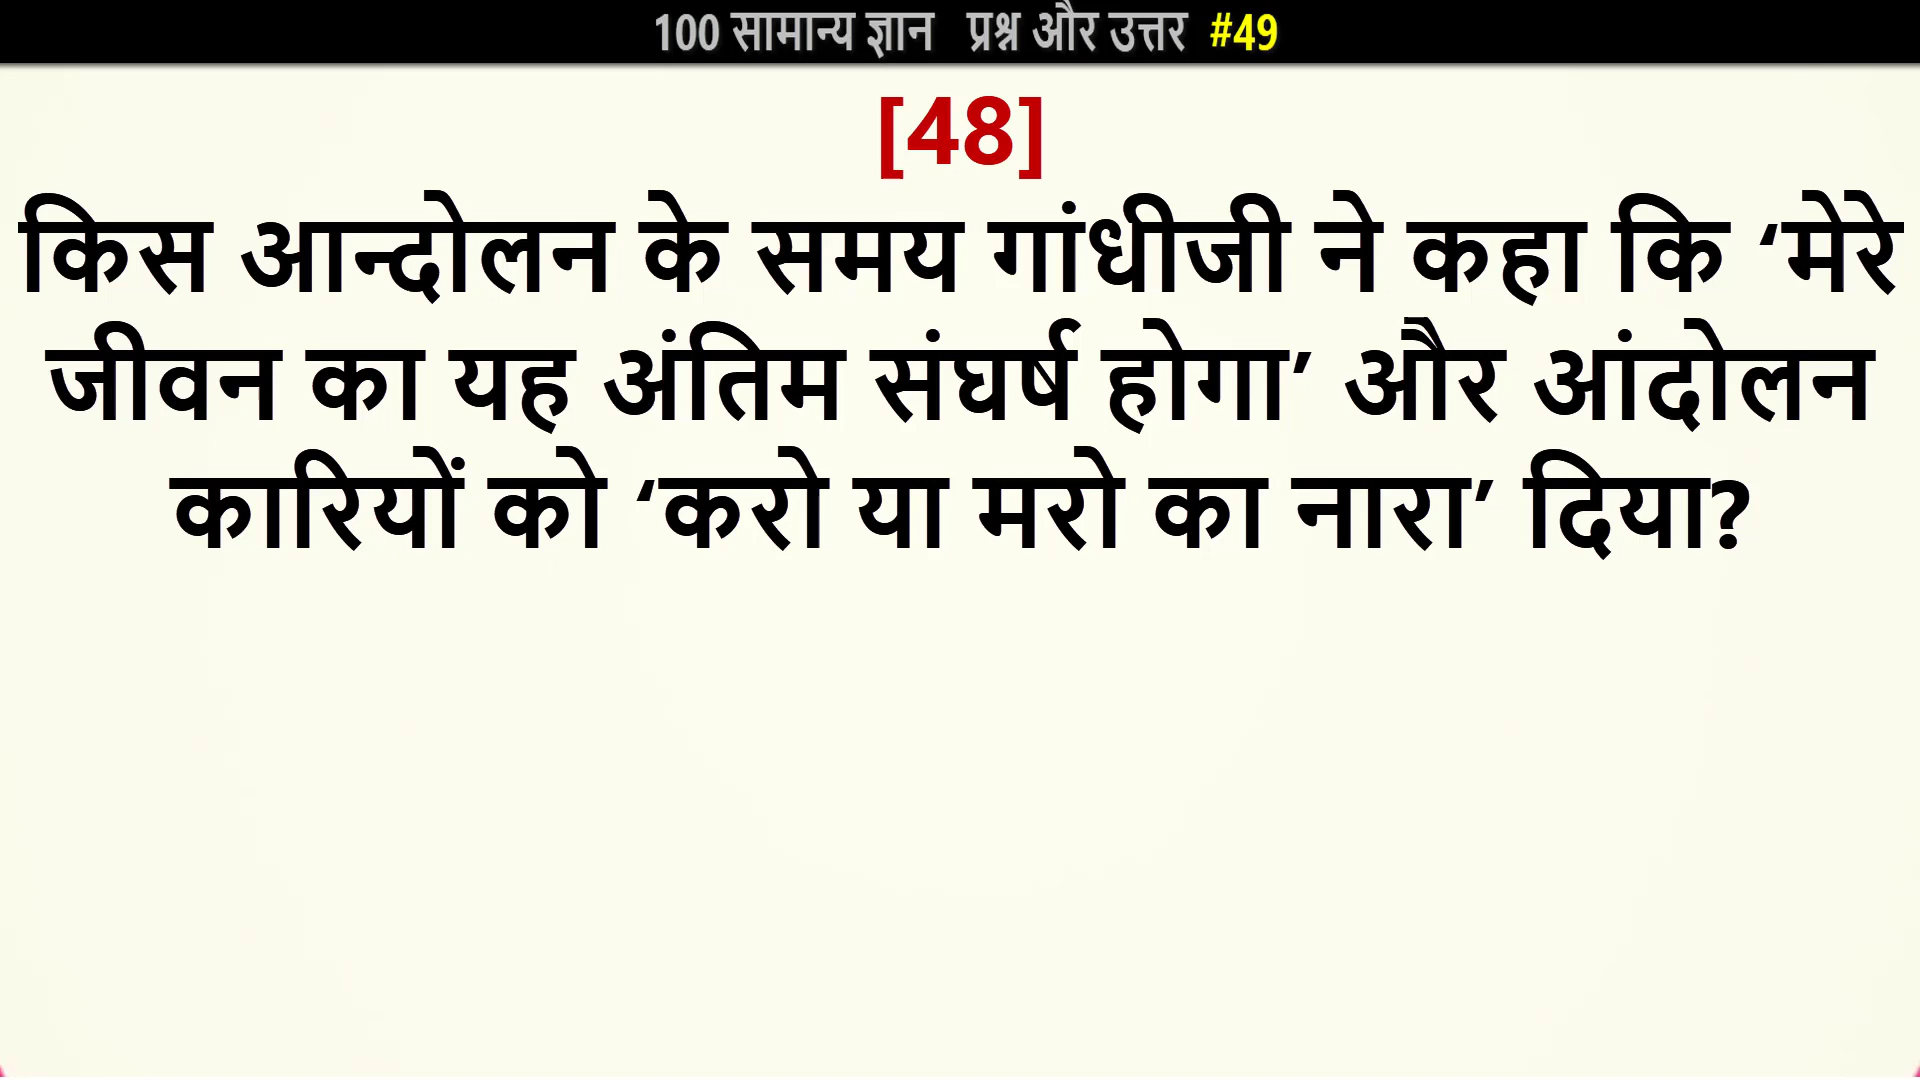 100 सामान्य ज्ञान प्रश्न और उत्तर #49
[48]
किस आन्दोलन के समय गांधीजी ने कहा कि ‘मेरे
जीवन का यह अंतिम संघर्ष होगा’ और आंदोलन
कारियों को ‘करो या मरो का नारा’ दिया?